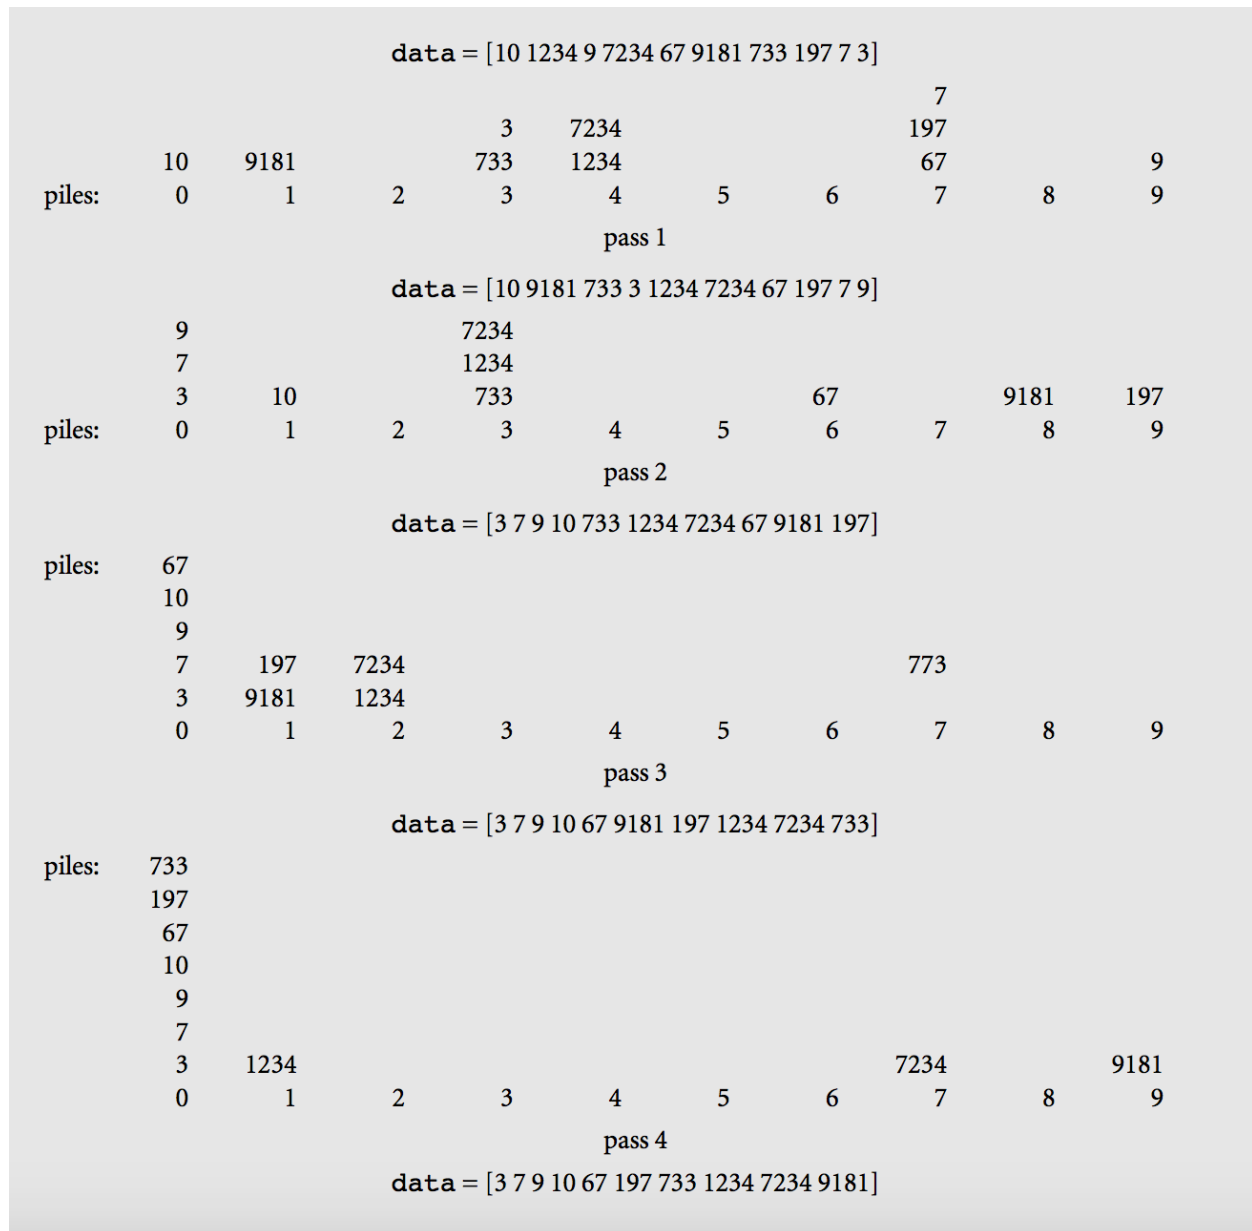 data = [10 1234 9 7234 67 9181 733 197 7 3]
7
3 7234 197
10 9181 733 1234 67 9
piles: 0 1 2 3 4 5 6 7 8 9
pass 1
data = [10 9181 733 3 1234 7234 67 197 7 9]
9 7234
7 1234
3 10 733 67 9181 197
piles: 0 1 2 3 4 5 6 7 8 9
pass 2
data = [3 7 9 10 733 1234 7234 67 9181 197]
piles: 67
10
9
7 197 7234 773
3 9181 1234
0 1 2 3 4 5 6 7 8 9
pass 3
data = [3 7 9 10 67 9181 197 1234 7234 733]
piles: 733
197
67
10
9
7
3 1234 7234 9181
0 1 2 3 4 5 6 7 8 9
pass 4
data = [3 7 9 10 67 197 733 1234 7234 9181]